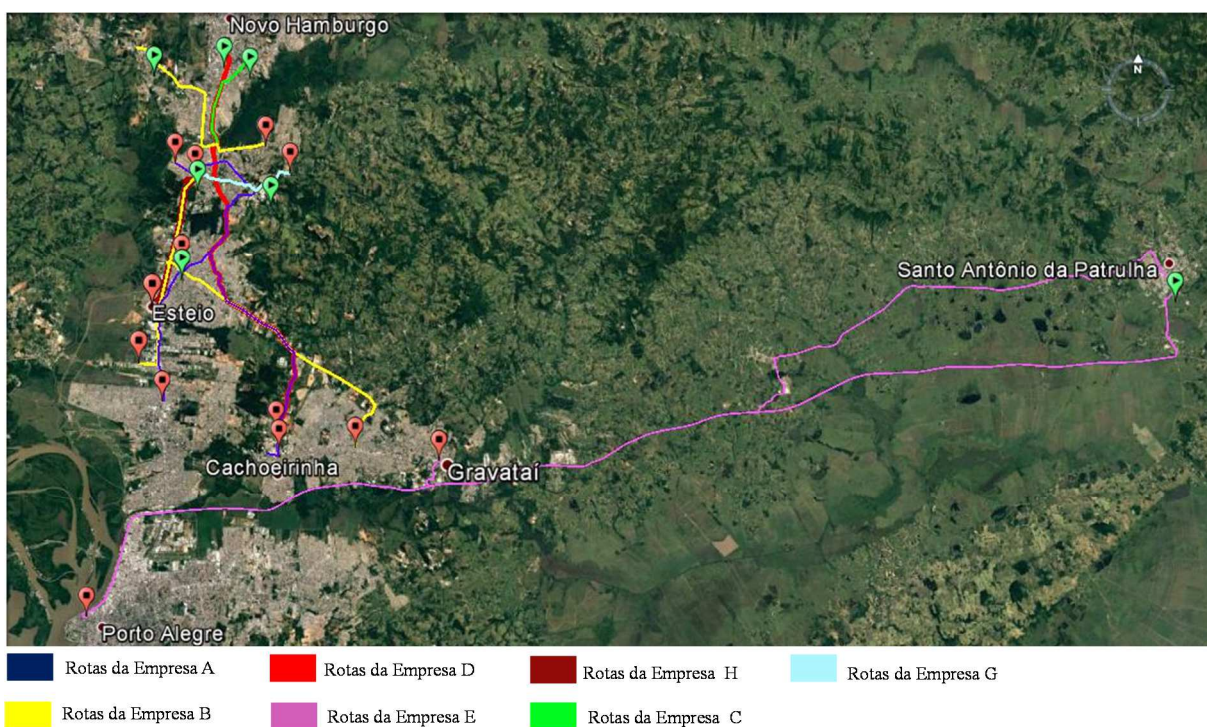 Novo Hamburgo
N
Santo Antônio da Patrulha
Esteio
Cachoeirinha
Gravataí
Porto Alegre
Rotas da Empresa A
Rotas da Empresa D
Rotas da Empresa H
Rotas da Empresa G
Rotas da Empresa B
Rotas da Empresa E
Rotas da Empresa C